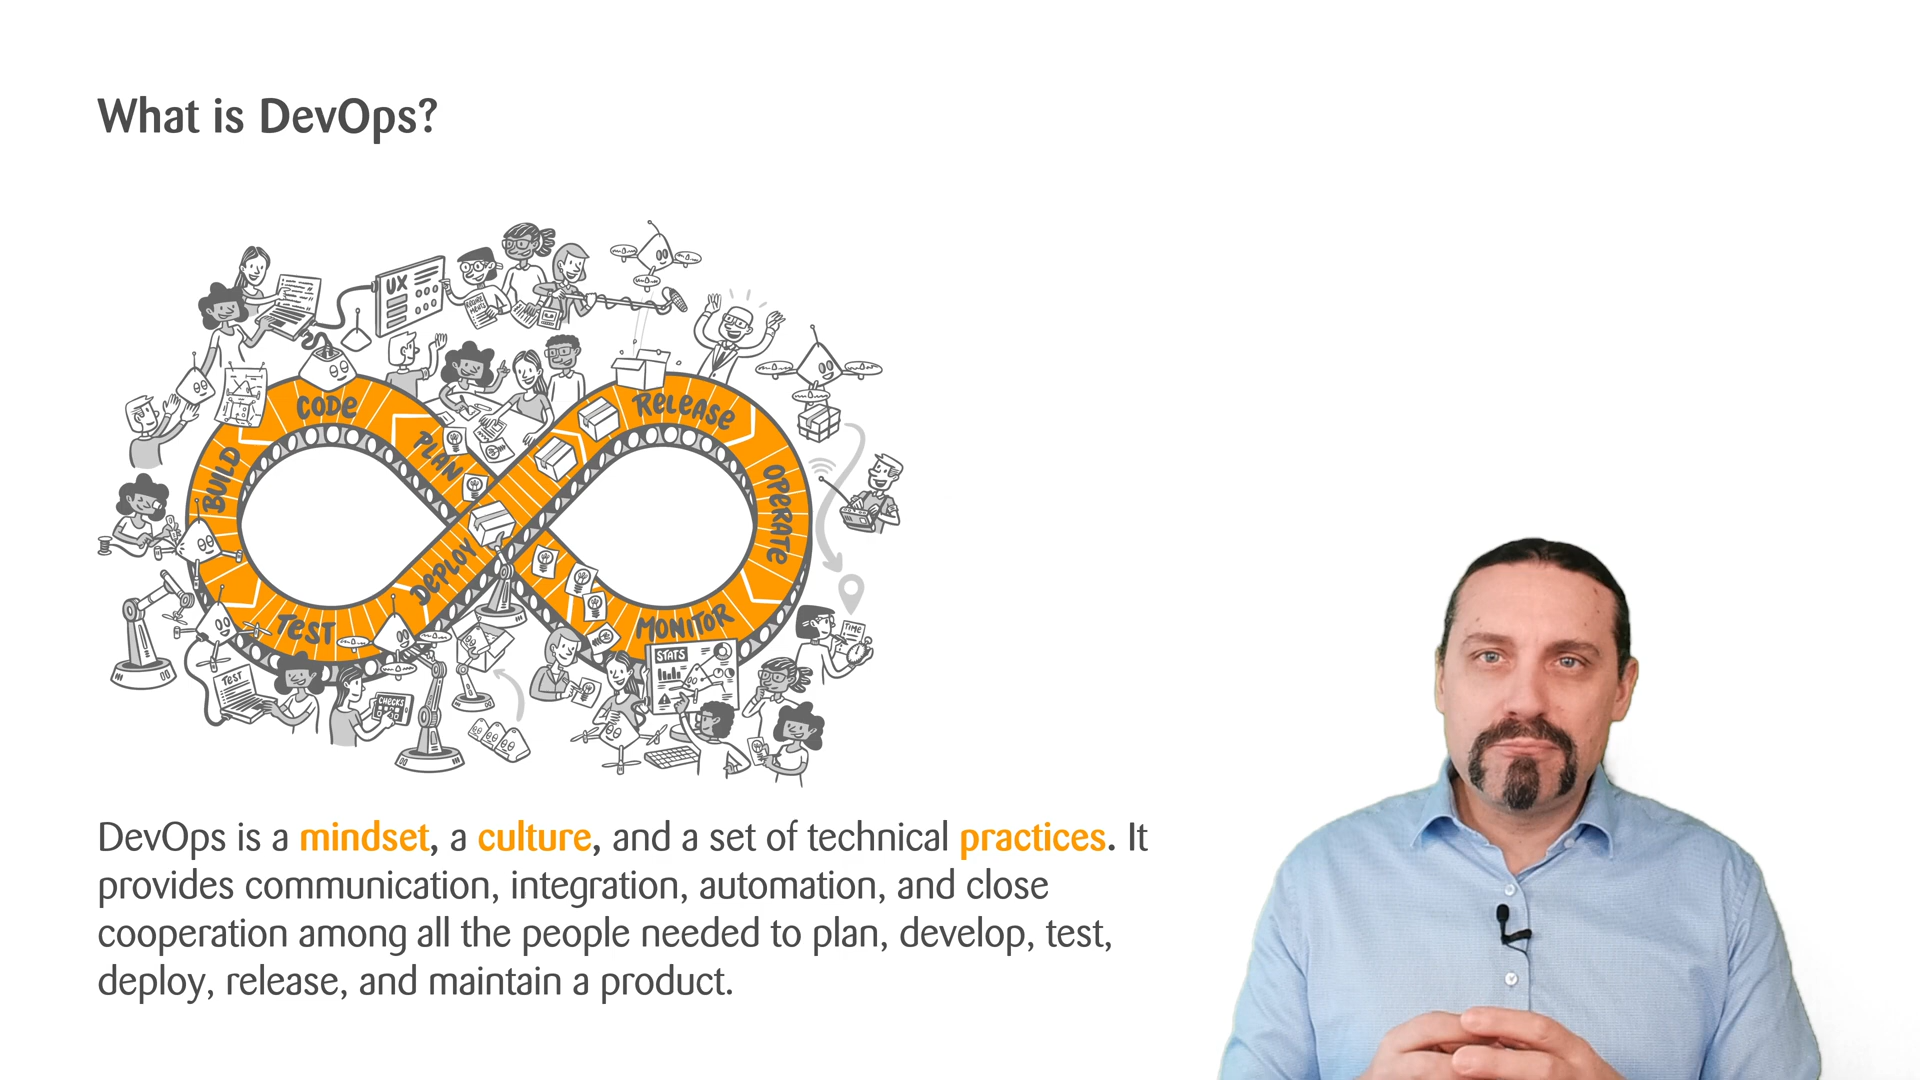 What is DevOps?
UX
CODE
PLAN
RELEASE
BUILD
OPERATE
DEPLOY
TEST
MONITOR
STATS
TIME
TEST
CHECKS
DevOps is a mindset, a culture, and a set of technical practices. It
provides communication, integration, automation, and close
cooperation among all the people needed to plan, develop, test,
deploy, release, and maintain a product.